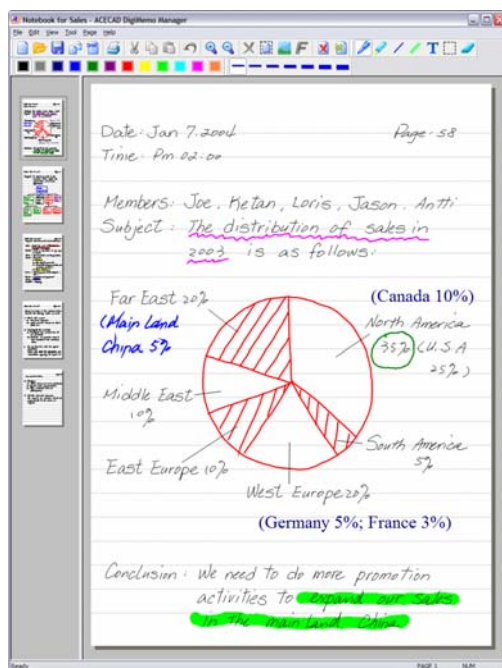 Notebook for Sales - ACECAD DigiMemo Manager
File Edit View Tool Page Help
Date: Jan 7. 2004
Page - 58
Time: Pm 02:00
Members: Joe, Ketan, Loris, Jason, Antti
Subject: The distribution of sales in
2003 is as follows:
Far East 20%
(Canada 10%)
(Main Land
China 5%
North America
35% (U.S.A
25%)
Middle East
10%
South America
5%
East Europe 10%
West Europe 20%
(Germany 5%; France 3%)
Conclusion: We need to do more promotion
activities to expand our sales
in the main land China
Ready
PAGE 1
NUM